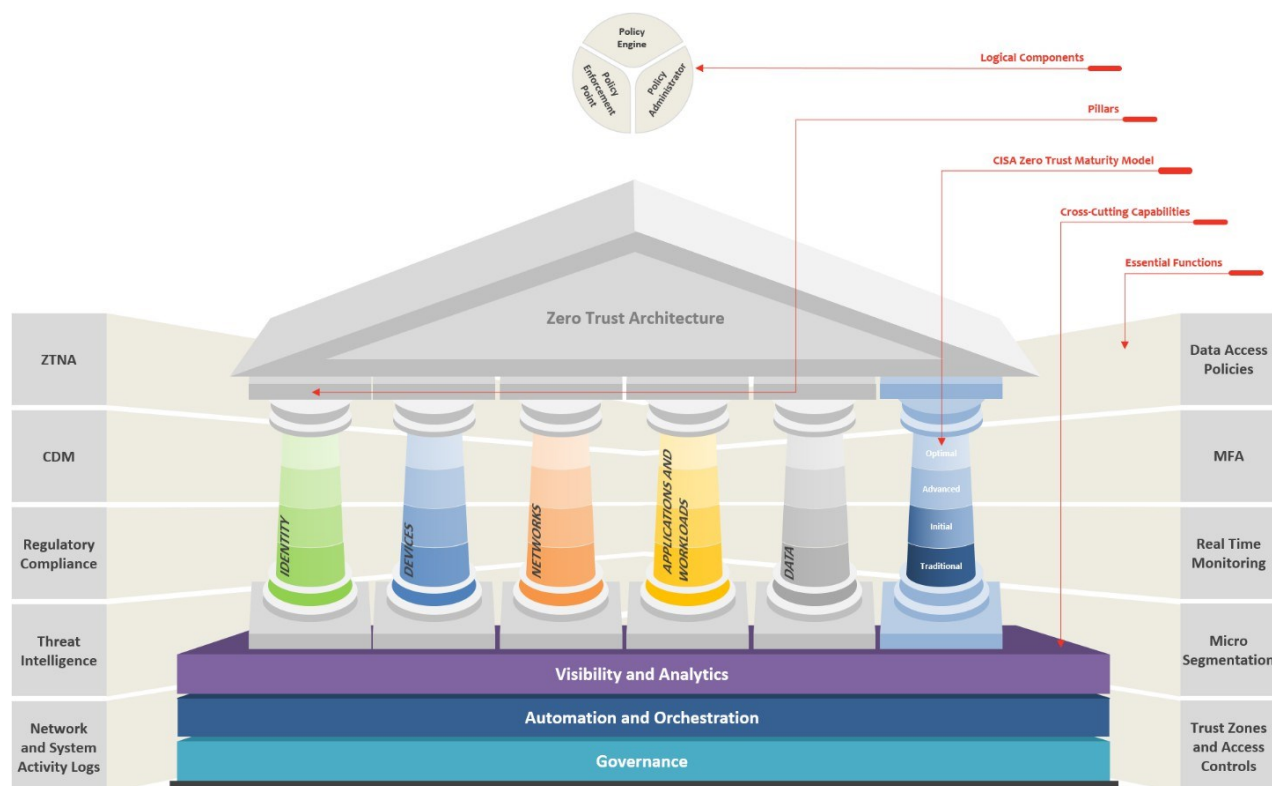 Policy
Engine
Policy
Enforcement
Point
Policy
Administrator
Logical Components
Pillars
CISA Zero Trust Maturity Model
Cross-Cutting Capabilities
Essential Functions
Zero Trust Architecture
ZTNA
CDM
Regulatory
Compliance
Threat
Intelligence
Network
and System
Activity Logs
IDENTITY
DEVICES
NETWORKS
APPLICATIONS AND
WORKLOADS
DATA
Optimal
Advanced
Initial
Traditional
Data Access
Policies
MFA
Real Time
Monitoring
Micro
Segmentation
Trust Zones
and Access
Controls
Visibility and Analytics
Automation and Orchestration
Governance